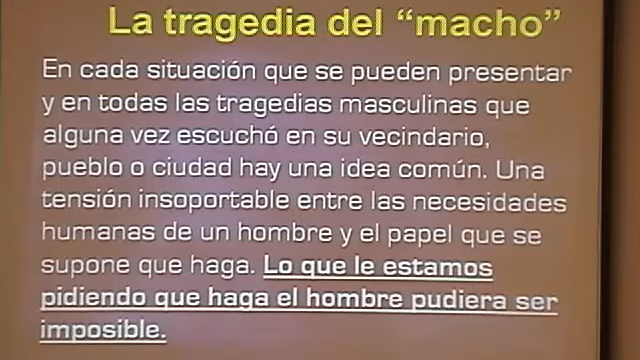 La tragedia del “macho”
En cada situación que se pueden presentar
y en todas las tragedias masculinas que
alguna vez escuchó en su vecindario,
pueblo o ciudad hay una idea común. Una
tensión insoportable entre las necesidades
humanas de un hombre y el papel que se
supone que haga. Lo que le estamos
pidiendo que haga el hombre pudiera ser
imposible.